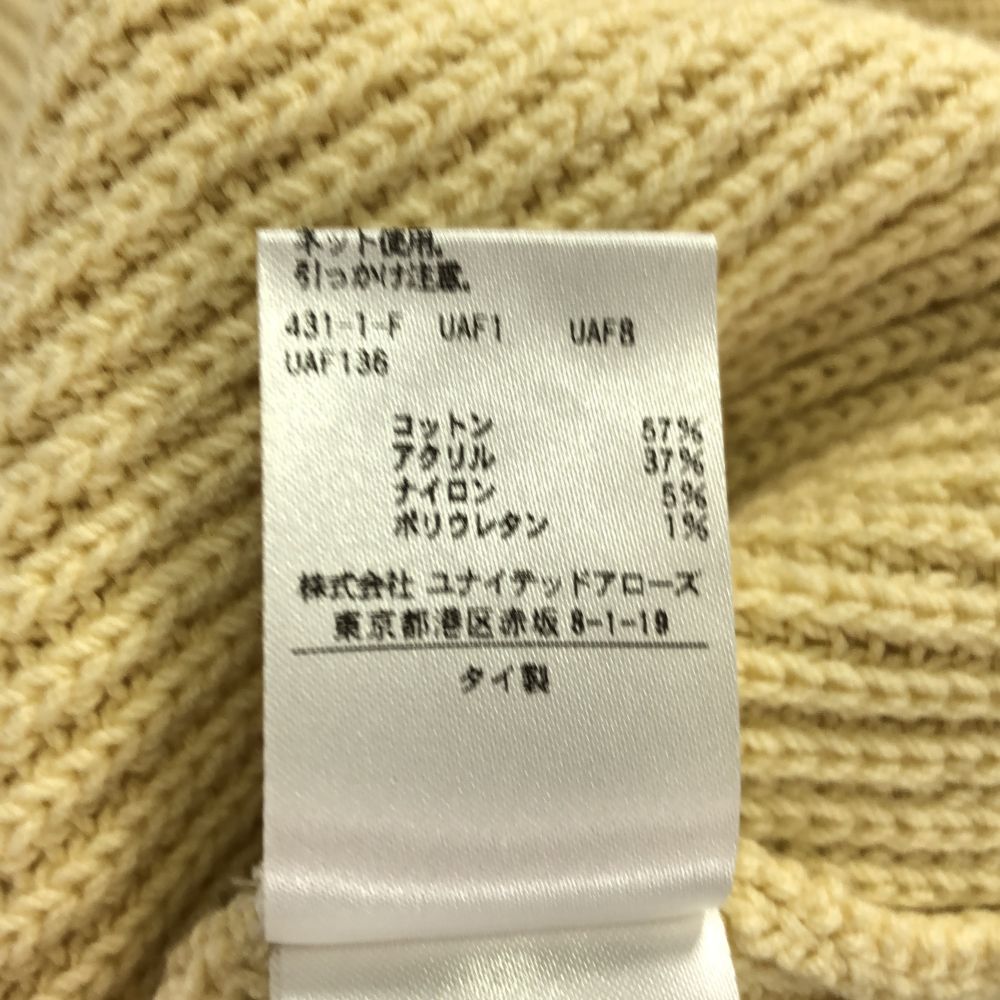 ネット使用。
引っかけ注意。
431-1-F UAF1 UAF8
UAF136
コットン 57%
アクリル 37%
ナイロン 5%
ポリウレタン 1%
株式会社 ユナイテッドアローズ
東京都港区赤坂 8-1-19
タイ製